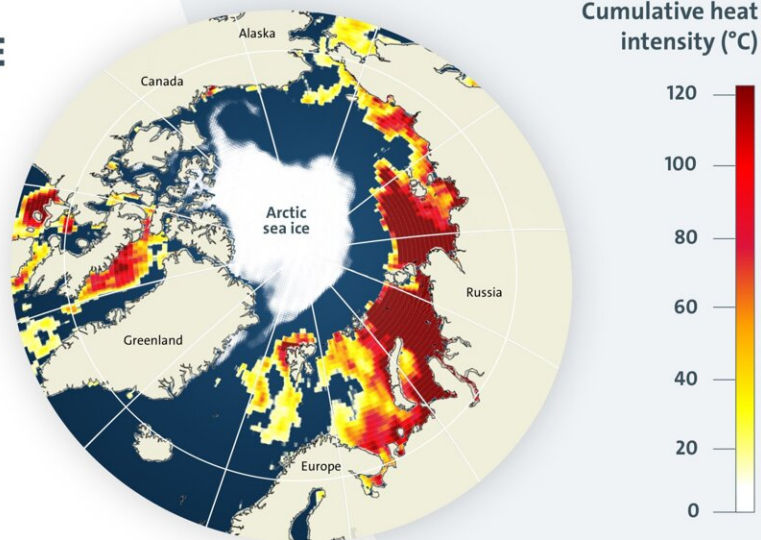 E
Cumulative heat
intensity (°C)
Alaska
Canada
Arctic
sea ice
Russia
Greenland
Europe
120
100
80
60
40
20
0